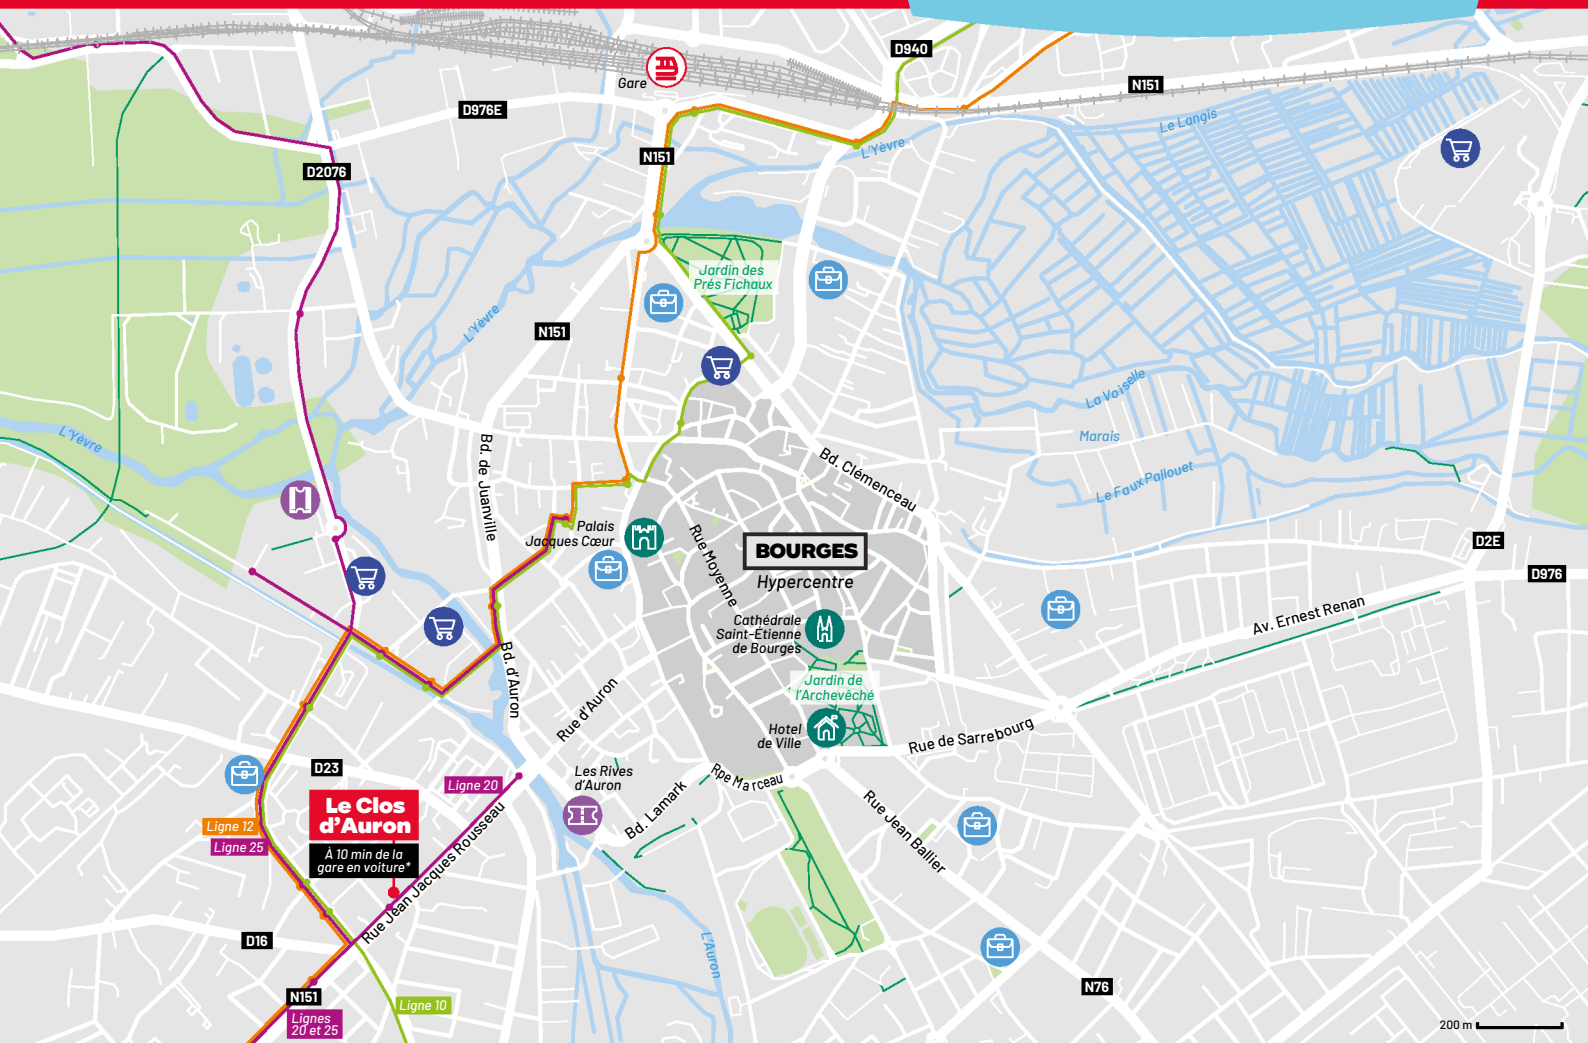 D940
N151
Gare
D976E
Le Langis
L'Yèvre
N151
D2076
Jardin des
Prés Fichaux
L'Yèvre
N151
La Voiselle
Marais
L'Yèvre
Bd. de Juanville
Bd. Clémenceau
Le Faux Pallouet
Palais
Jacques Cœur
Rue Moyenne
BOURGES
Hypercentre
D2E
D976
Av. Ernest Renan
Cathédrale
Saint-Étienne
de Bourges
Bd. d'Auron
Jardin de
l'Archevêché
Rue d'Auron
Hotel
de Ville
Rue de Sarrebourg
D23
Ligne 20
Les Rives
d'Auron
Rpe Marceau
Bd. Lamark
Le Clos
d'Auron
Ligne 12
Ligne 25
À 10 min de la
gare en voiture*
Rue Jean Jacques Rousseau
Rue Jean Ballier
D16
L'Auron
N76
N151
Ligne 10
Lignes
20 et 25
200 m